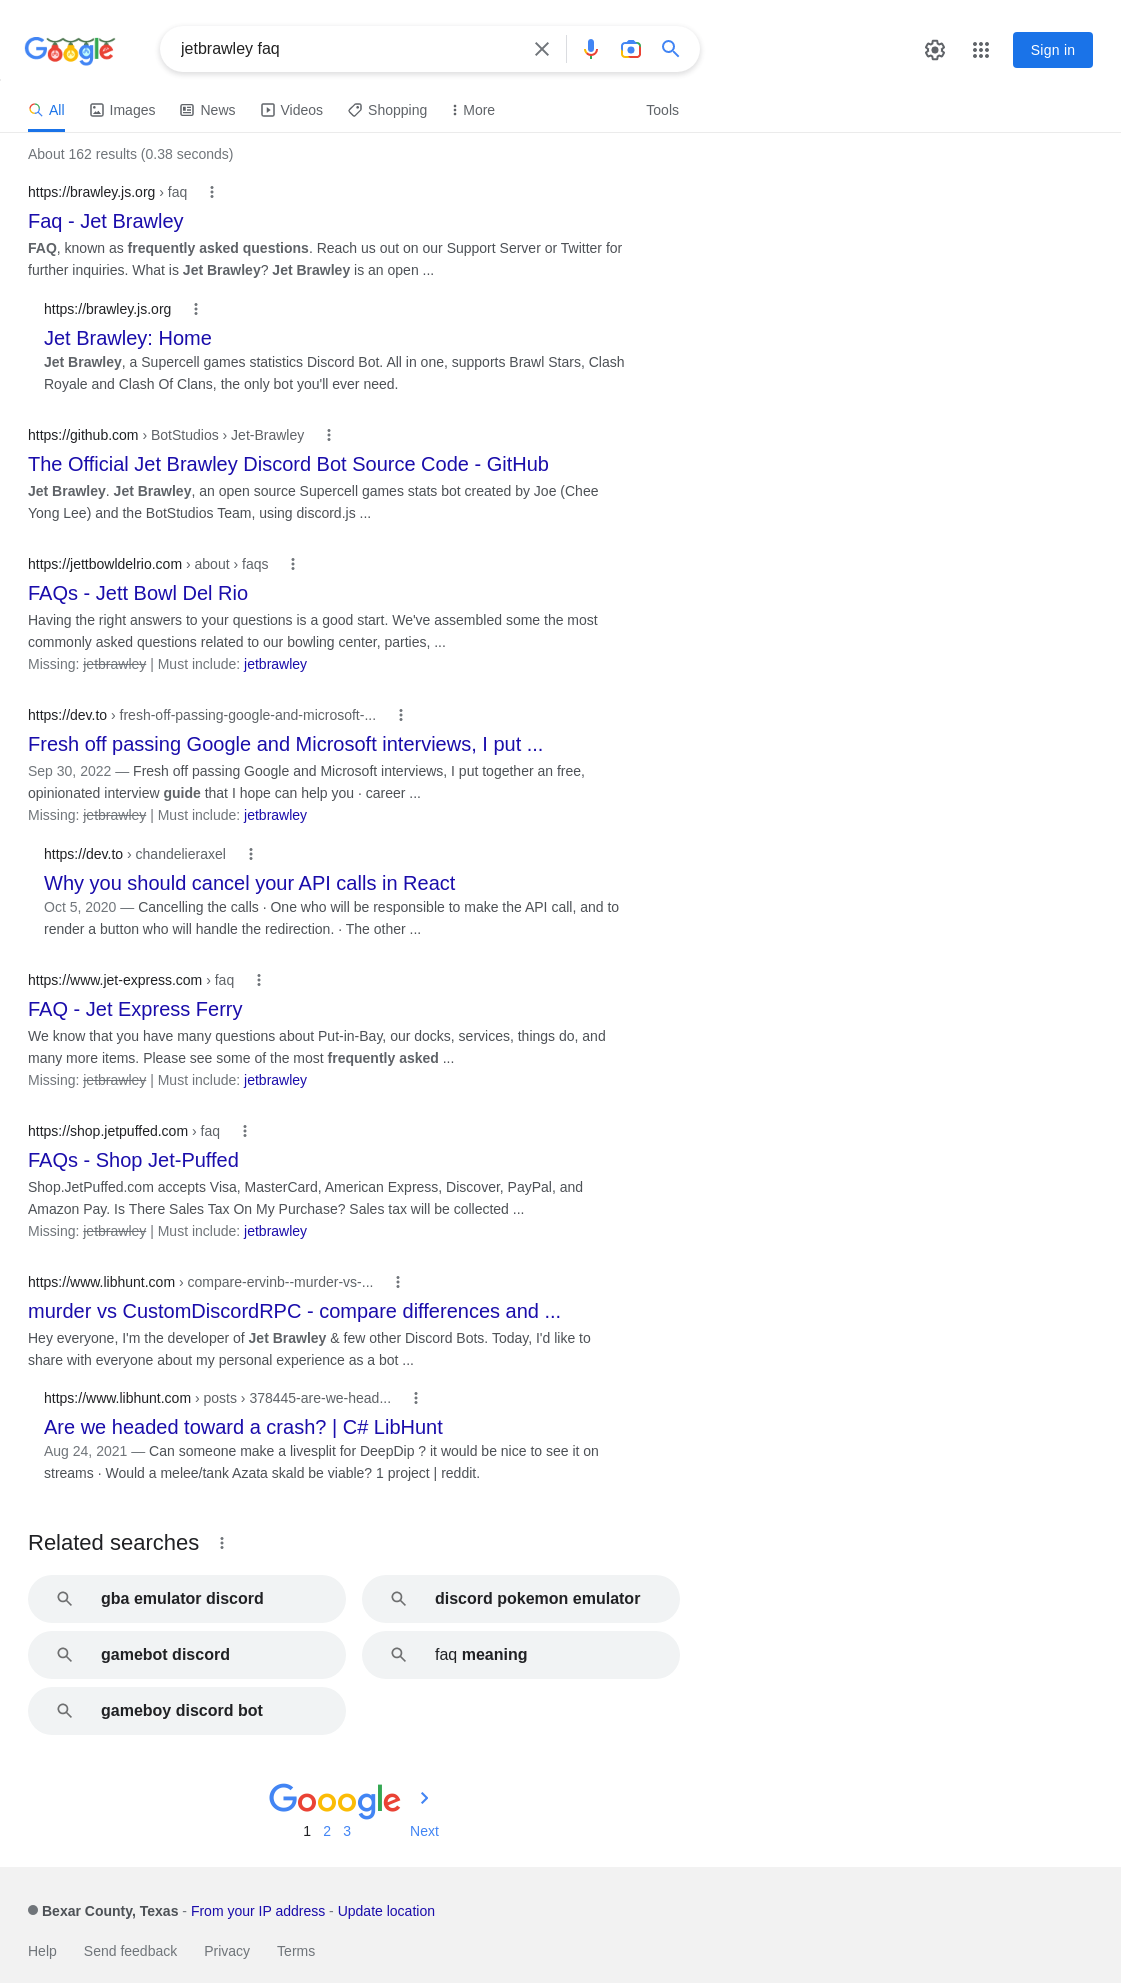 Google
jetbrawley faq
Sign in
All Images News Videos Shopping More Tools
About 162 results (0.38 seconds)
https://brawley.js.org › faq
Faq - Jet Brawley
FAQ, known as frequently asked questions. Reach us out on our Support Server or Twitter for
further inquiries. What is Jet Brawley? Jet Brawley is an open ...
https://brawley.js.org
Jet Brawley: Home
Jet Brawley, a Supercell games statistics Discord Bot. All in one, supports Brawl Stars, Clash
Royale and Clash Of Clans, the only bot you'll ever need.
https://github.com › BotStudios › Jet-Brawley
The Official Jet Brawley Discord Bot Source Code - GitHub
Jet Brawley. Jet Brawley, an open source Supercell games stats bot created by Joe (Chee
Yong Lee) and the BotStudios Team, using discord.js ...
https://jettbowldelrio.com › about › faqs
FAQs - Jett Bowl Del Rio
Having the right answers to your questions is a good start. We've assembled some the most
commonly asked questions related to our bowling center, parties, ...
Missing: jetbrawley | Must include: jetbrawley
https://dev.to › fresh-off-passing-google-and-microsoft-...
Fresh off passing Google and Microsoft interviews, I put ...
Sep 30, 2022 — Fresh off passing Google and Microsoft interviews, I put together an free,
opinionated interview guide that I hope can help you · career ...
Missing: jetbrawley | Must include: jetbrawley
https://dev.to › chandelieraxel
Why you should cancel your API calls in React
Oct 5, 2020 — Cancelling the calls · One who will be responsible to make the API call, and to
render a button who will handle the redirection. · The other ...
https://www.jet-express.com › faq
FAQ - Jet Express Ferry
We know that you have many questions about Put-in-Bay, our docks, services, things do, and
many more items. Please see some of the most frequently asked ...
Missing: jetbrawley | Must include: jetbrawley
https://shop.jetpuffed.com › faq
FAQs - Shop Jet-Puffed
Shop.JetPuffed.com accepts Visa, MasterCard, American Express, Discover, PayPal, and
Amazon Pay. Is There Sales Tax On My Purchase? Sales tax will be collected ...
Missing: jetbrawley | Must include: jetbrawley
https://www.libhunt.com › compare-ervinb--murder-vs-...
murder vs CustomDiscordRPC - compare differences and ...
Hey everyone, I'm the developer of Jet Brawley & few other Discord Bots. Today, I'd like to
share with everyone about my personal experience as a bot ...
https://www.libhunt.com › posts › 378445-are-we-head...
Are we headed toward a crash? | C# LibHunt
Aug 24, 2021 — Can someone make a livesplit for DeepDip ? it would be nice to see it on
streams · Would a melee/tank Azata skald be viable? 1 project | reddit.
Related searches
gba emulator discord
discord pokemon emulator
gamebot discord
faq meaning
gameboy discord bot
Gooogle
1 2 3 Next
Bexar County, Texas - From your IP address - Update location
Help Send feedback Privacy Terms